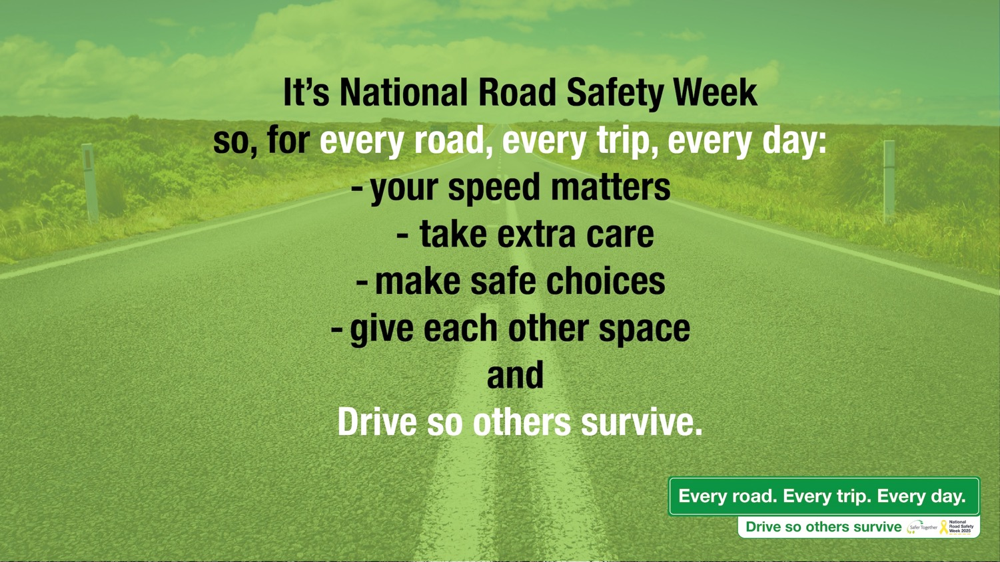 It's National Road Safety Week
so, for every road, every trip, every day:
- your speed matters
- take extra care
- make safe choices
- give each other space
and
Drive so others survive.
Every road. Every trip. Every day.
Drive so others survive
Safer Together
National
Road Safety
Week 2025